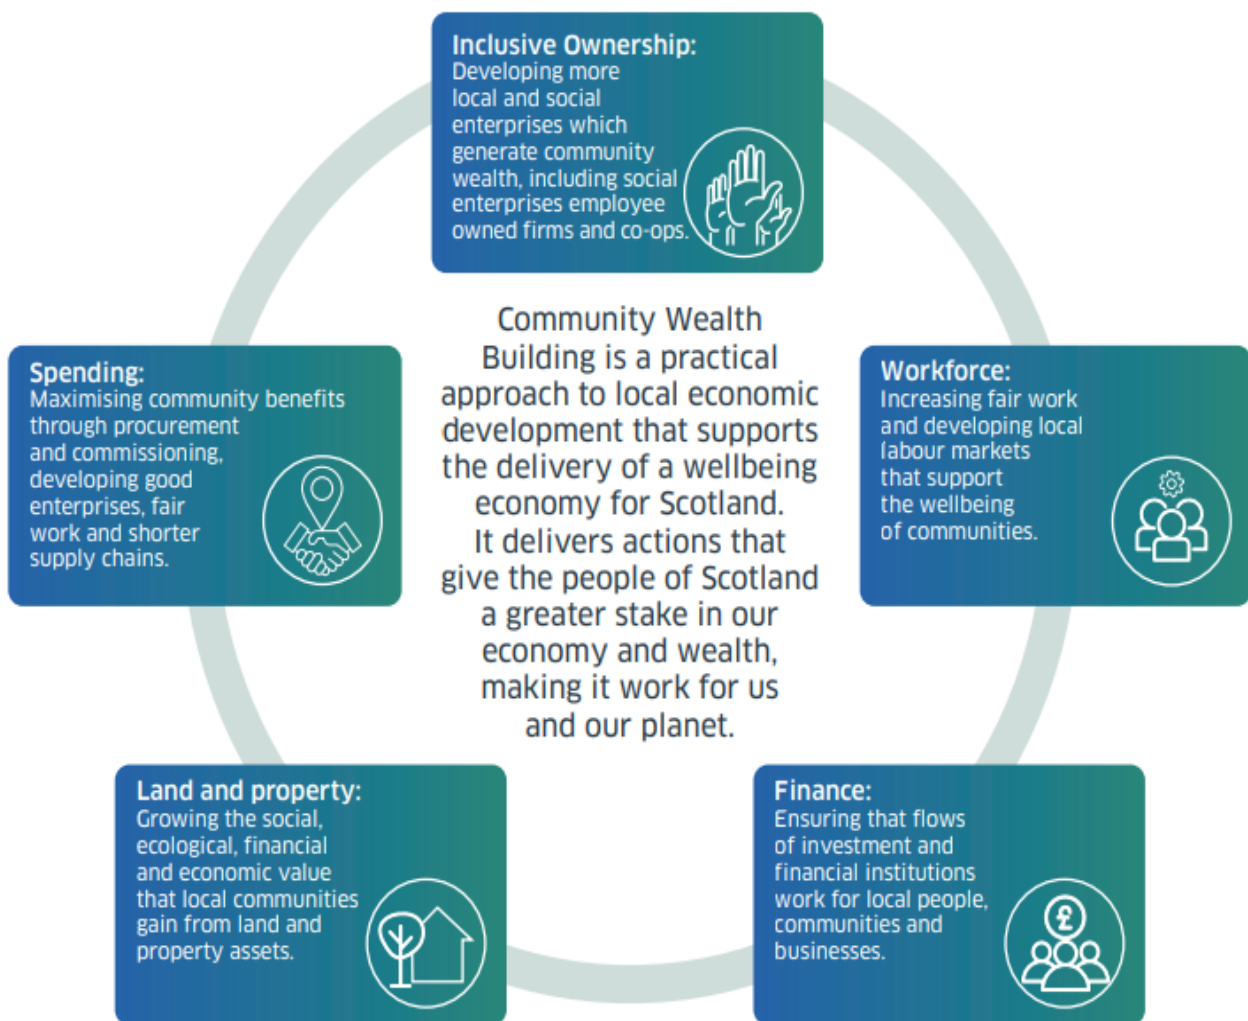 Inclusive Ownership:
Developing more
local and social
enterprises which
generate community
wealth, including social
enterprises employee
owned firms and co-ops.
Spending:
Maximising community benefits
through procurement
and commissioning,
developing good
enterprises, fair
work and shorter
supply chains.
Community Wealth
Building is a practical
approach to local economic
development that supports
the delivery of a wellbeing
economy for Scotland.
It delivers actions that
give the people of Scotland
a greater stake in our
economy and wealth,
making it work for us
and our planet.
Workforce:
Increasing fair work
and developing local
labour markets
that support
the wellbeing
of communities.
Land and property:
Growing the social,
ecological, financial
and economic value
that local communities
gain from land and
property assets.
Finance:
Ensuring that flows
of investment and
financial institutions
work for local people,
communities and
businesses.
£